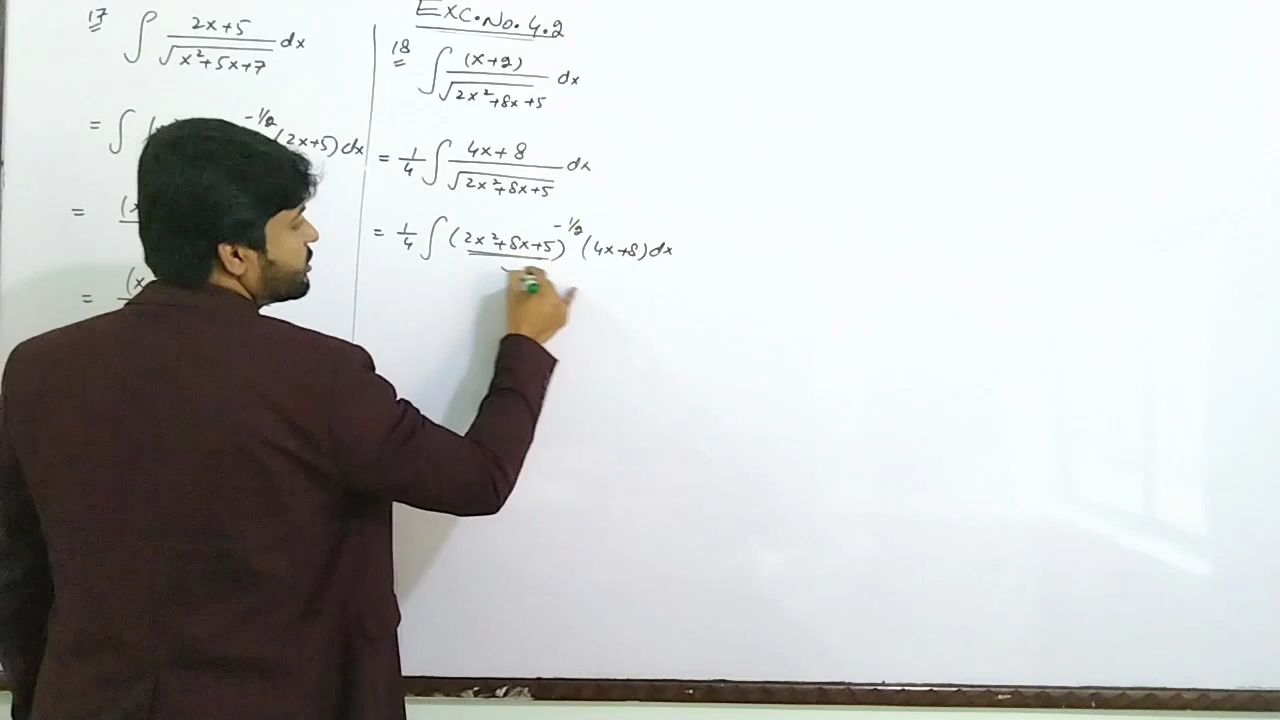 Exc.No.4.2
17 ∫ 2x+5 / √x²+5x+7 dx
= ∫ -1/2 (2x+5) dx
= (x
= (x
18 ∫ (x+2) / √2x²+8x+5 dx
= 1/4 ∫ 4x+8 / √2x²+8x+5 dx
= 1/4 ∫ (2x²+8x+5)^-1/2 (4x+8) dx